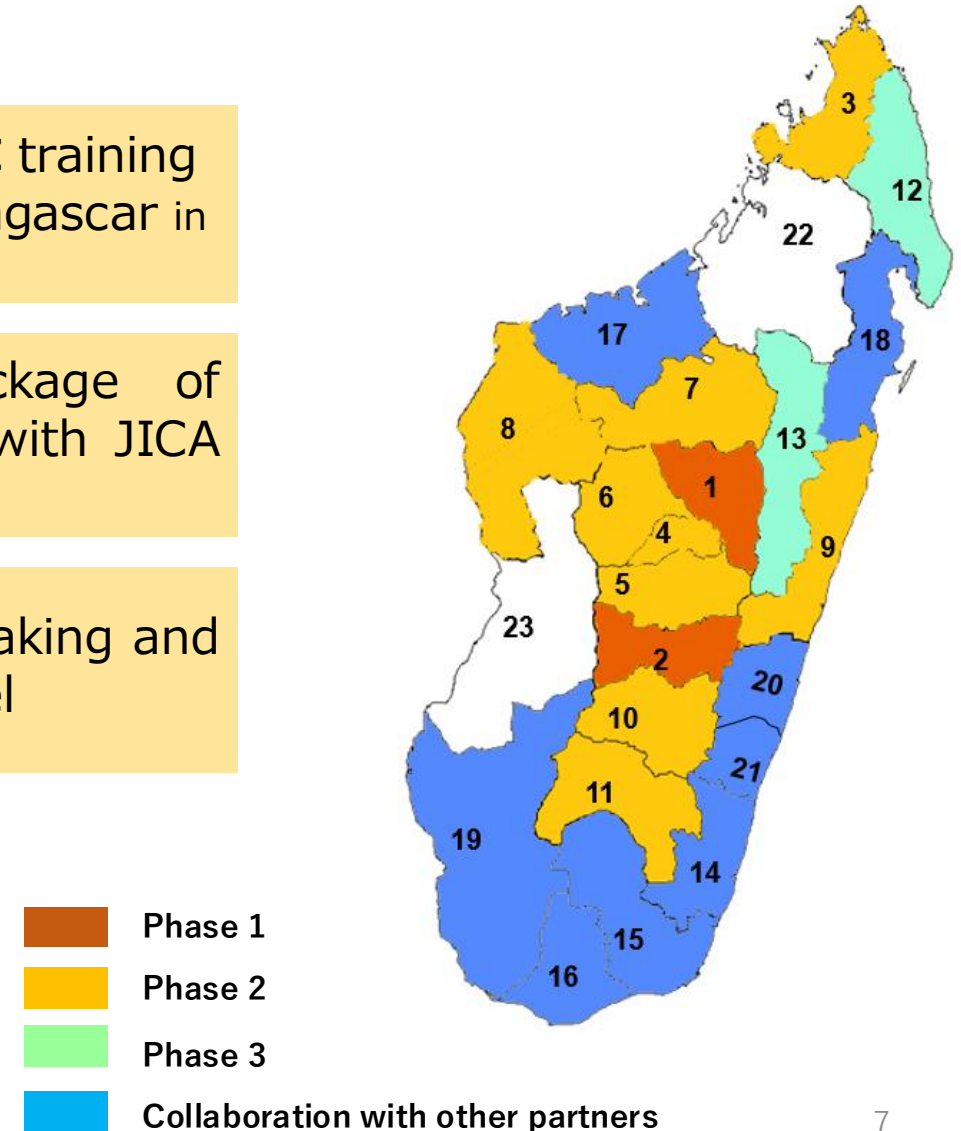 training
agascar in
ckage of
with JICA
aking and
el
3
12
22
17
18
7
8
13
1
6
4
9
5
23
2
20
10
21
11
19
14
15
16
Phase 1
Phase 2
Phase 3
Collaboration with other partners
7